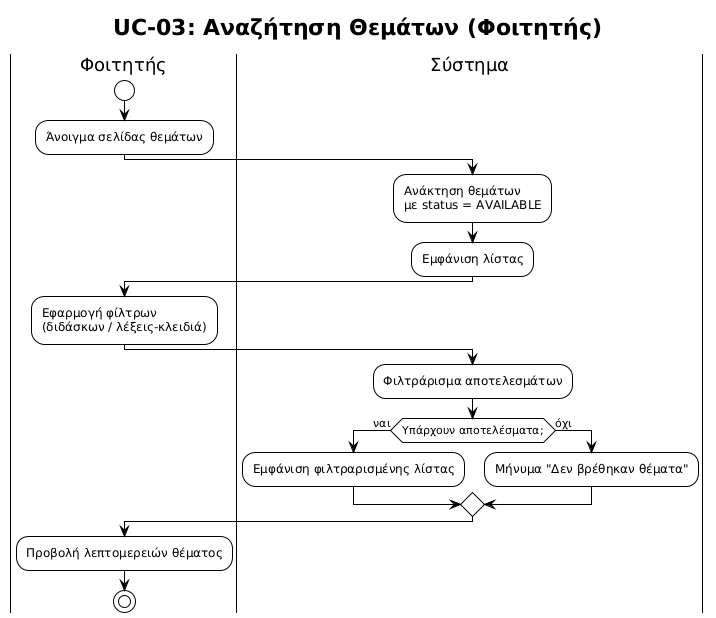 UC-03: Αναζήτηση Θεμάτων (Φοιτητής)
Φοιτητής
Σύστημα
Άνοιγμα σελίδας θεμάτων
Ανάκτηση θεμάτων
με status = AVAILABLE
Εμφάνιση λίστας
Εφαρμογή φίλτρων
(διδάσκων / λέξεις-κλειδιά)
Φιλτράρισμα αποτελεσμάτων
ναι
Υπάρχουν αποτελέσματα;
όχι
Εμφάνιση φιλτραρισμένης λίστας
Μήνυμα "Δεν βρέθηκαν θέματα"
Προβολή λεπτομερειών θέματος